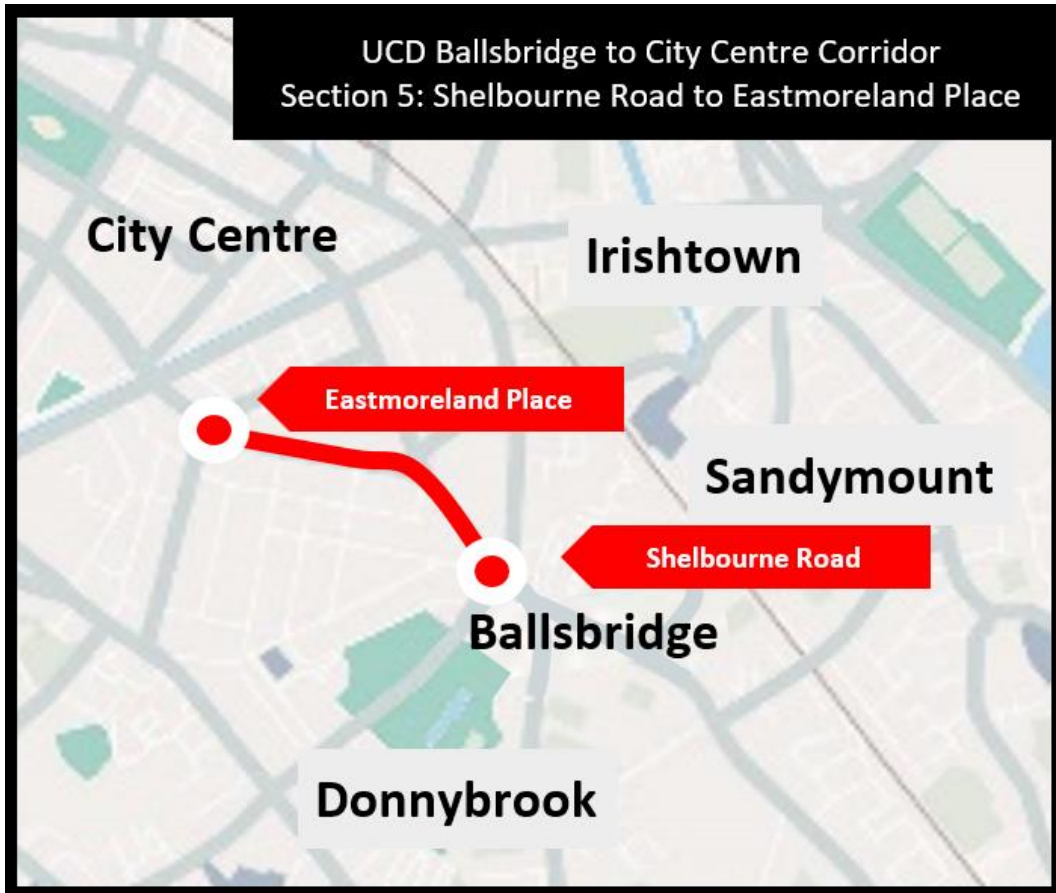 UCD Ballsbridge to City Centre Corridor
Section 5: Shelbourne Road to Eastmoreland Place
City Centre
Irishtown
Eastmoreland Place
Sandymount
Shelbourne Road
Ballsbridge
Donnybrook